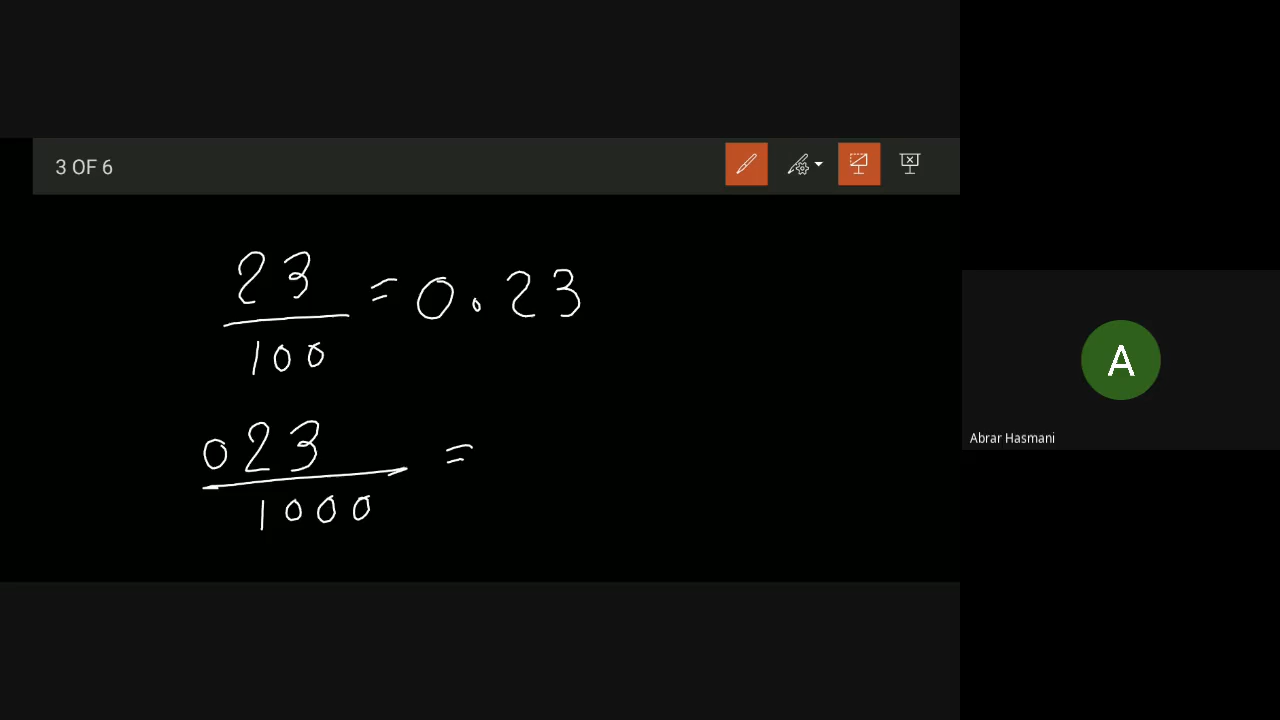 3 OF 6
23
= 0.23
100
023
=
1000
A
Abrar Hasmani